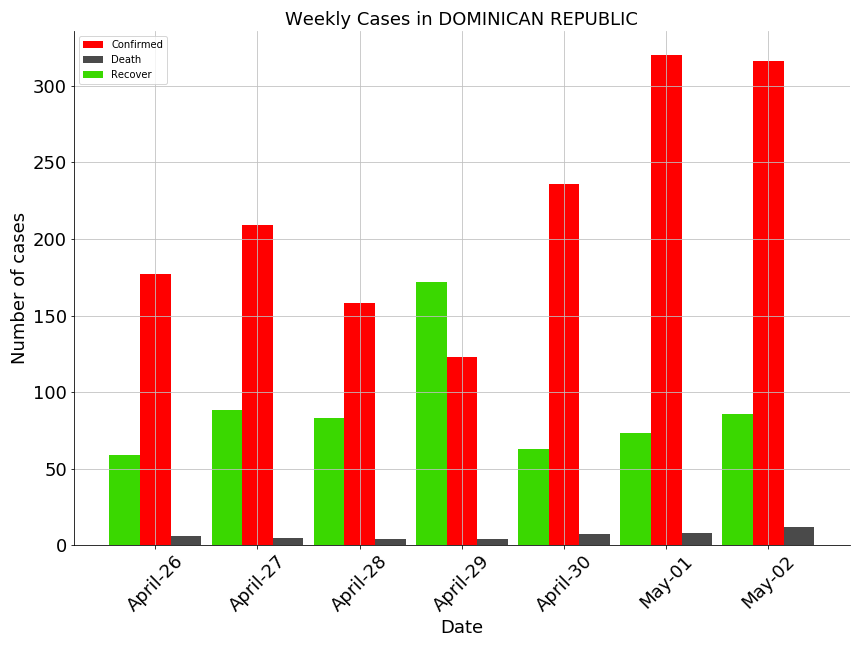 Weekly Cases in DOMINICAN REPUBLIC
Confirmed
Death
Recover
Number of cases
300
250
200
150
100
50
0
April-26
April-27
April-28
April-29
April-30
May-01
May-02
Date